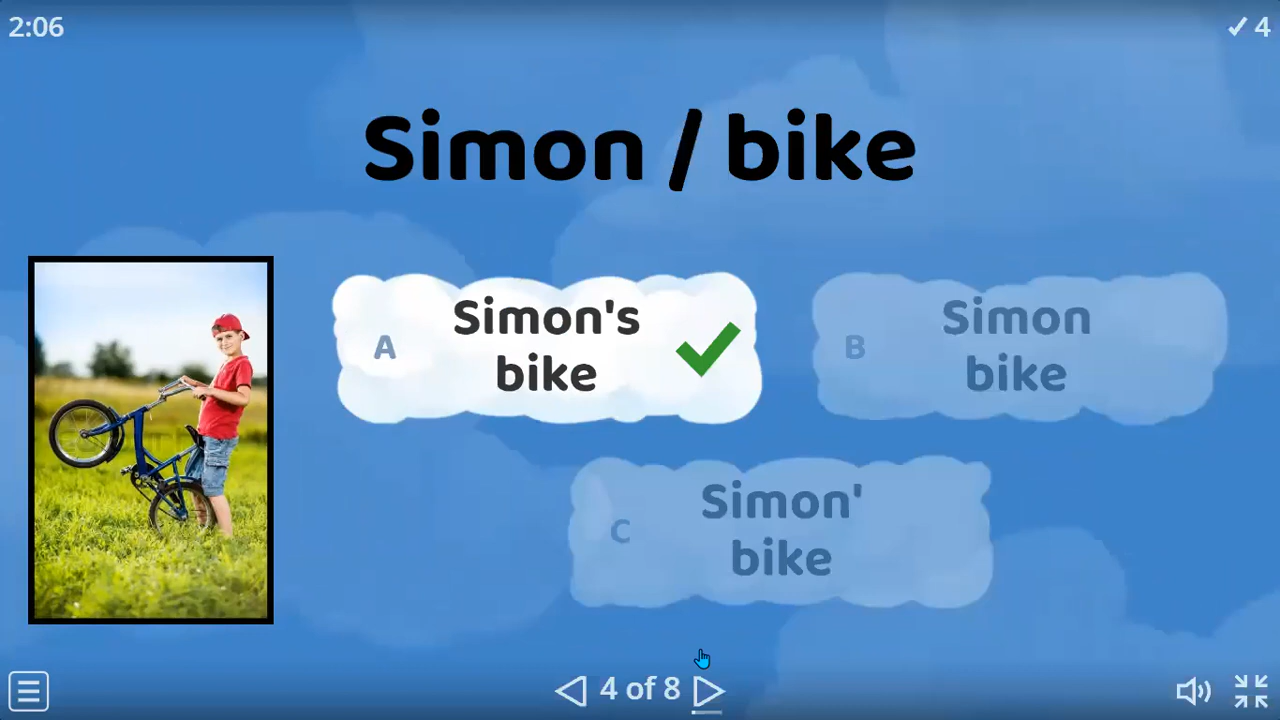 2:06
✓ 4
Simon / bike
A
Simon's
bike
B
Simon
bike
C
Simon'
bike
4 of 8